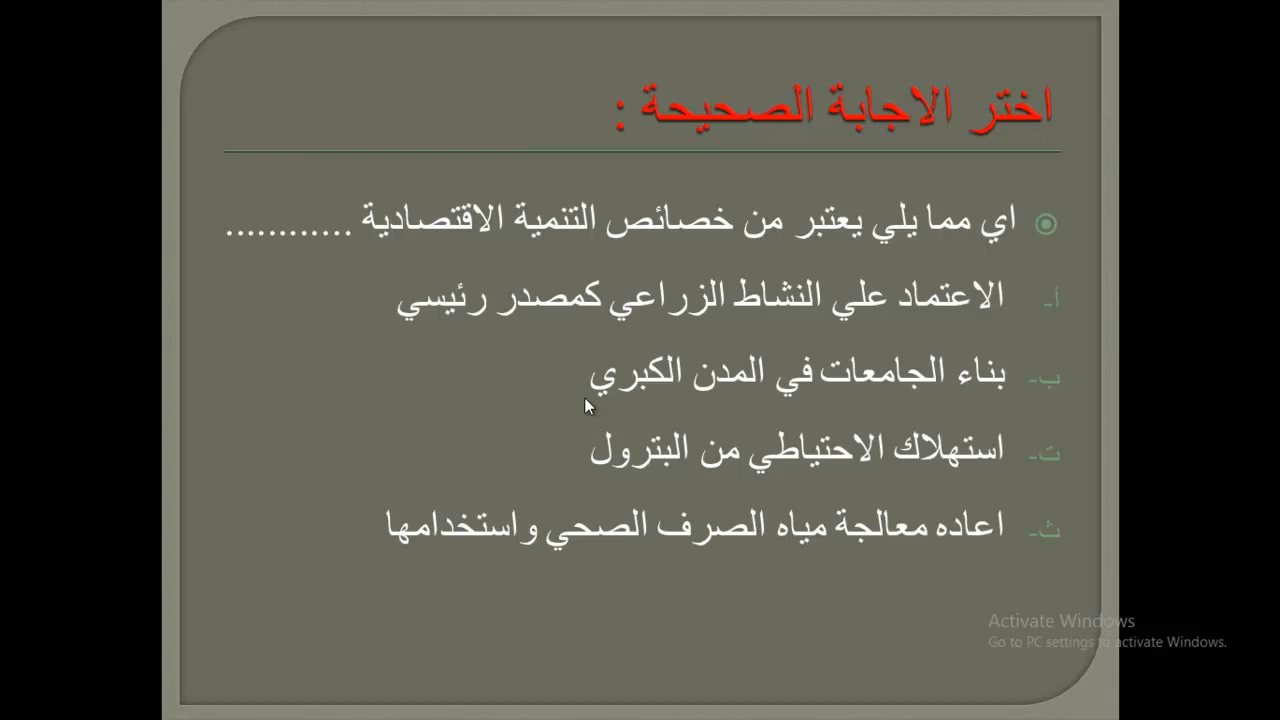 اختر الاجابة الصحيحة :
اي مما يلي يعتبر من خصائص التنمية الاقتصادية ............
أ- الاعتماد علي النشاط الزراعي كمصدر رئيسي
ب- بناء الجامعات في المدن الكبري
ت- استهلاك الاحتياطي من البترول
ث- اعاده معالجة مياه الصرف الصحي واستخدامها
Activate Windows
Go to PC settings to activate Windows.